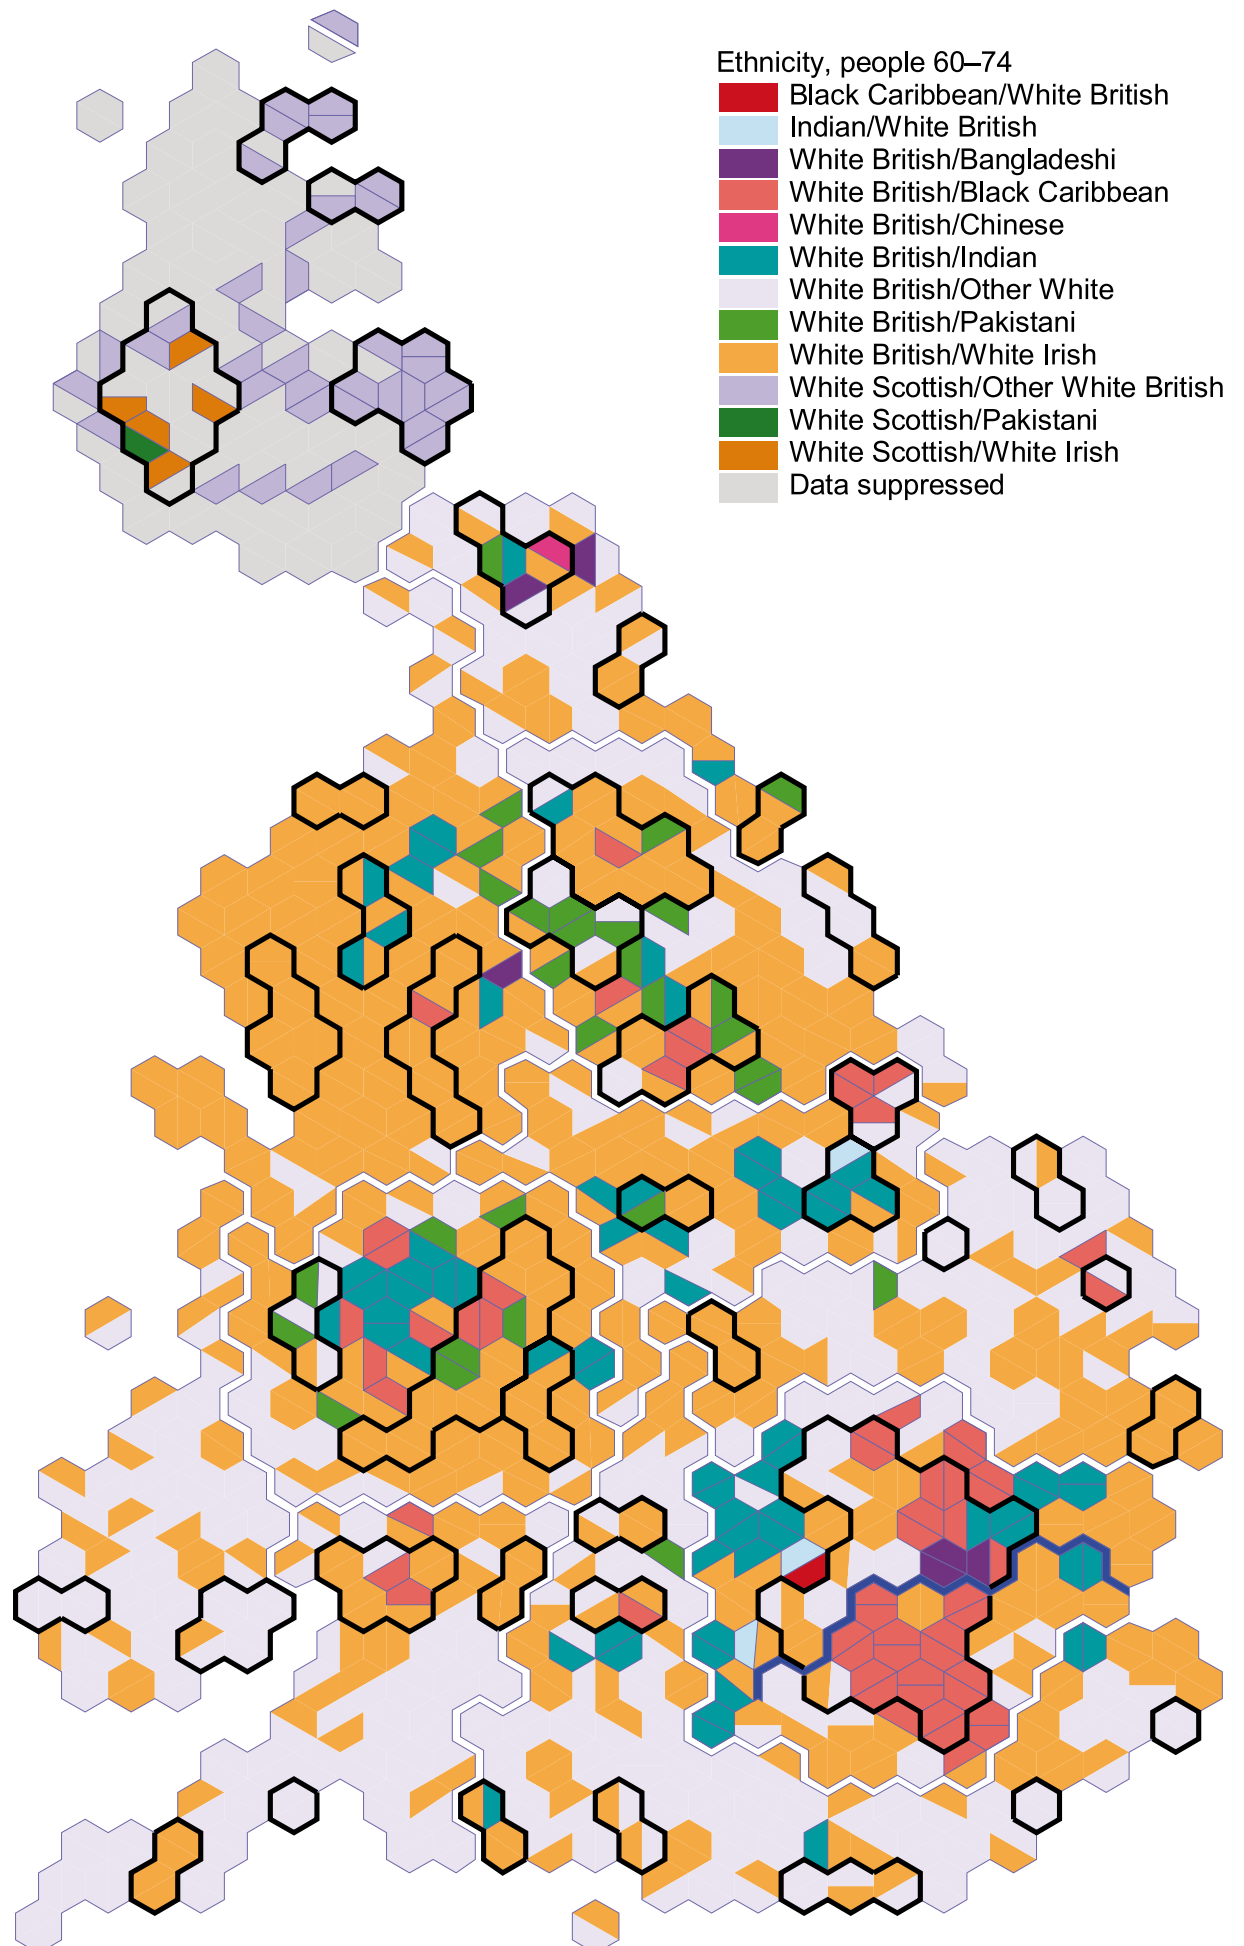 Ethnicity, people 60–74
Black Caribbean/White British
Indian/White British
White British/Bangladeshi
White British/Black Caribbean
White British/Chinese
White British/Indian
White British/Other White
White British/Pakistani
White British/White Irish
White Scottish/Other White British
White Scottish/Pakistani
White Scottish/White Irish
Data suppressed